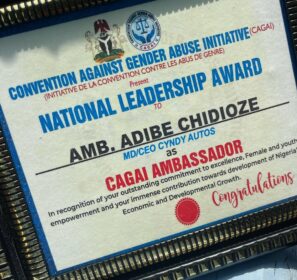 CONVENTION AGAINST GENDER ABUSE INITIATIVE (CAGAI)
(INITIATIVE DE LA CONVENTION CONTRE LES ABUS DE GENRE)
Present
NATIONAL LEADERSHIP AWARD
TO
AMB. ADIBE CHIDIOZE
MD/CEO CYNDY AUTOS
as
CAGAI AMBASSADOR
In recognition of your outstanding commitment to excellence, Female and youth
empowerment and your immense contribution towards development of Nigeria
Economic and Developmental Growth.
Congratulations